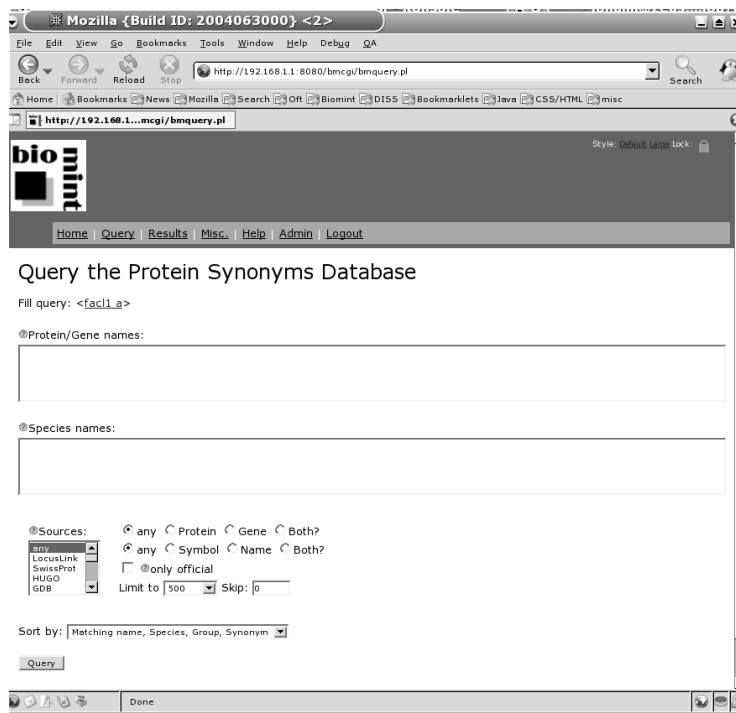 Mozilla {Build ID: 2004063000} <2>
File Edit View Go Bookmarks Tools Window Help Debug QA
http://192.168.1.1:8080/bmcgi/bmquery.pl
Back Forward Reload Stop Search
Home Bookmarks News Mozilla Search Oft Biomint DISS Bookmarklets Java CSS/HTML misc
http://192.168.1...mcgi/bmquery.pl
bio mint
Style: Default Large Lock:
Home | Query | Results | Misc. | Help | Admin | Logout
Query the Protein Synonyms Database
Fill query: <facl1 a>
Protein/Gene names:
Species names:
Sources: any Protein Gene Both?
any any Symbol Name Both?
LocusLink
SwissProt only official
HUGO
GDB Limit to 500 Skip: 0
Sort by: Matching name, Species, Group, Synonym
Query
Done